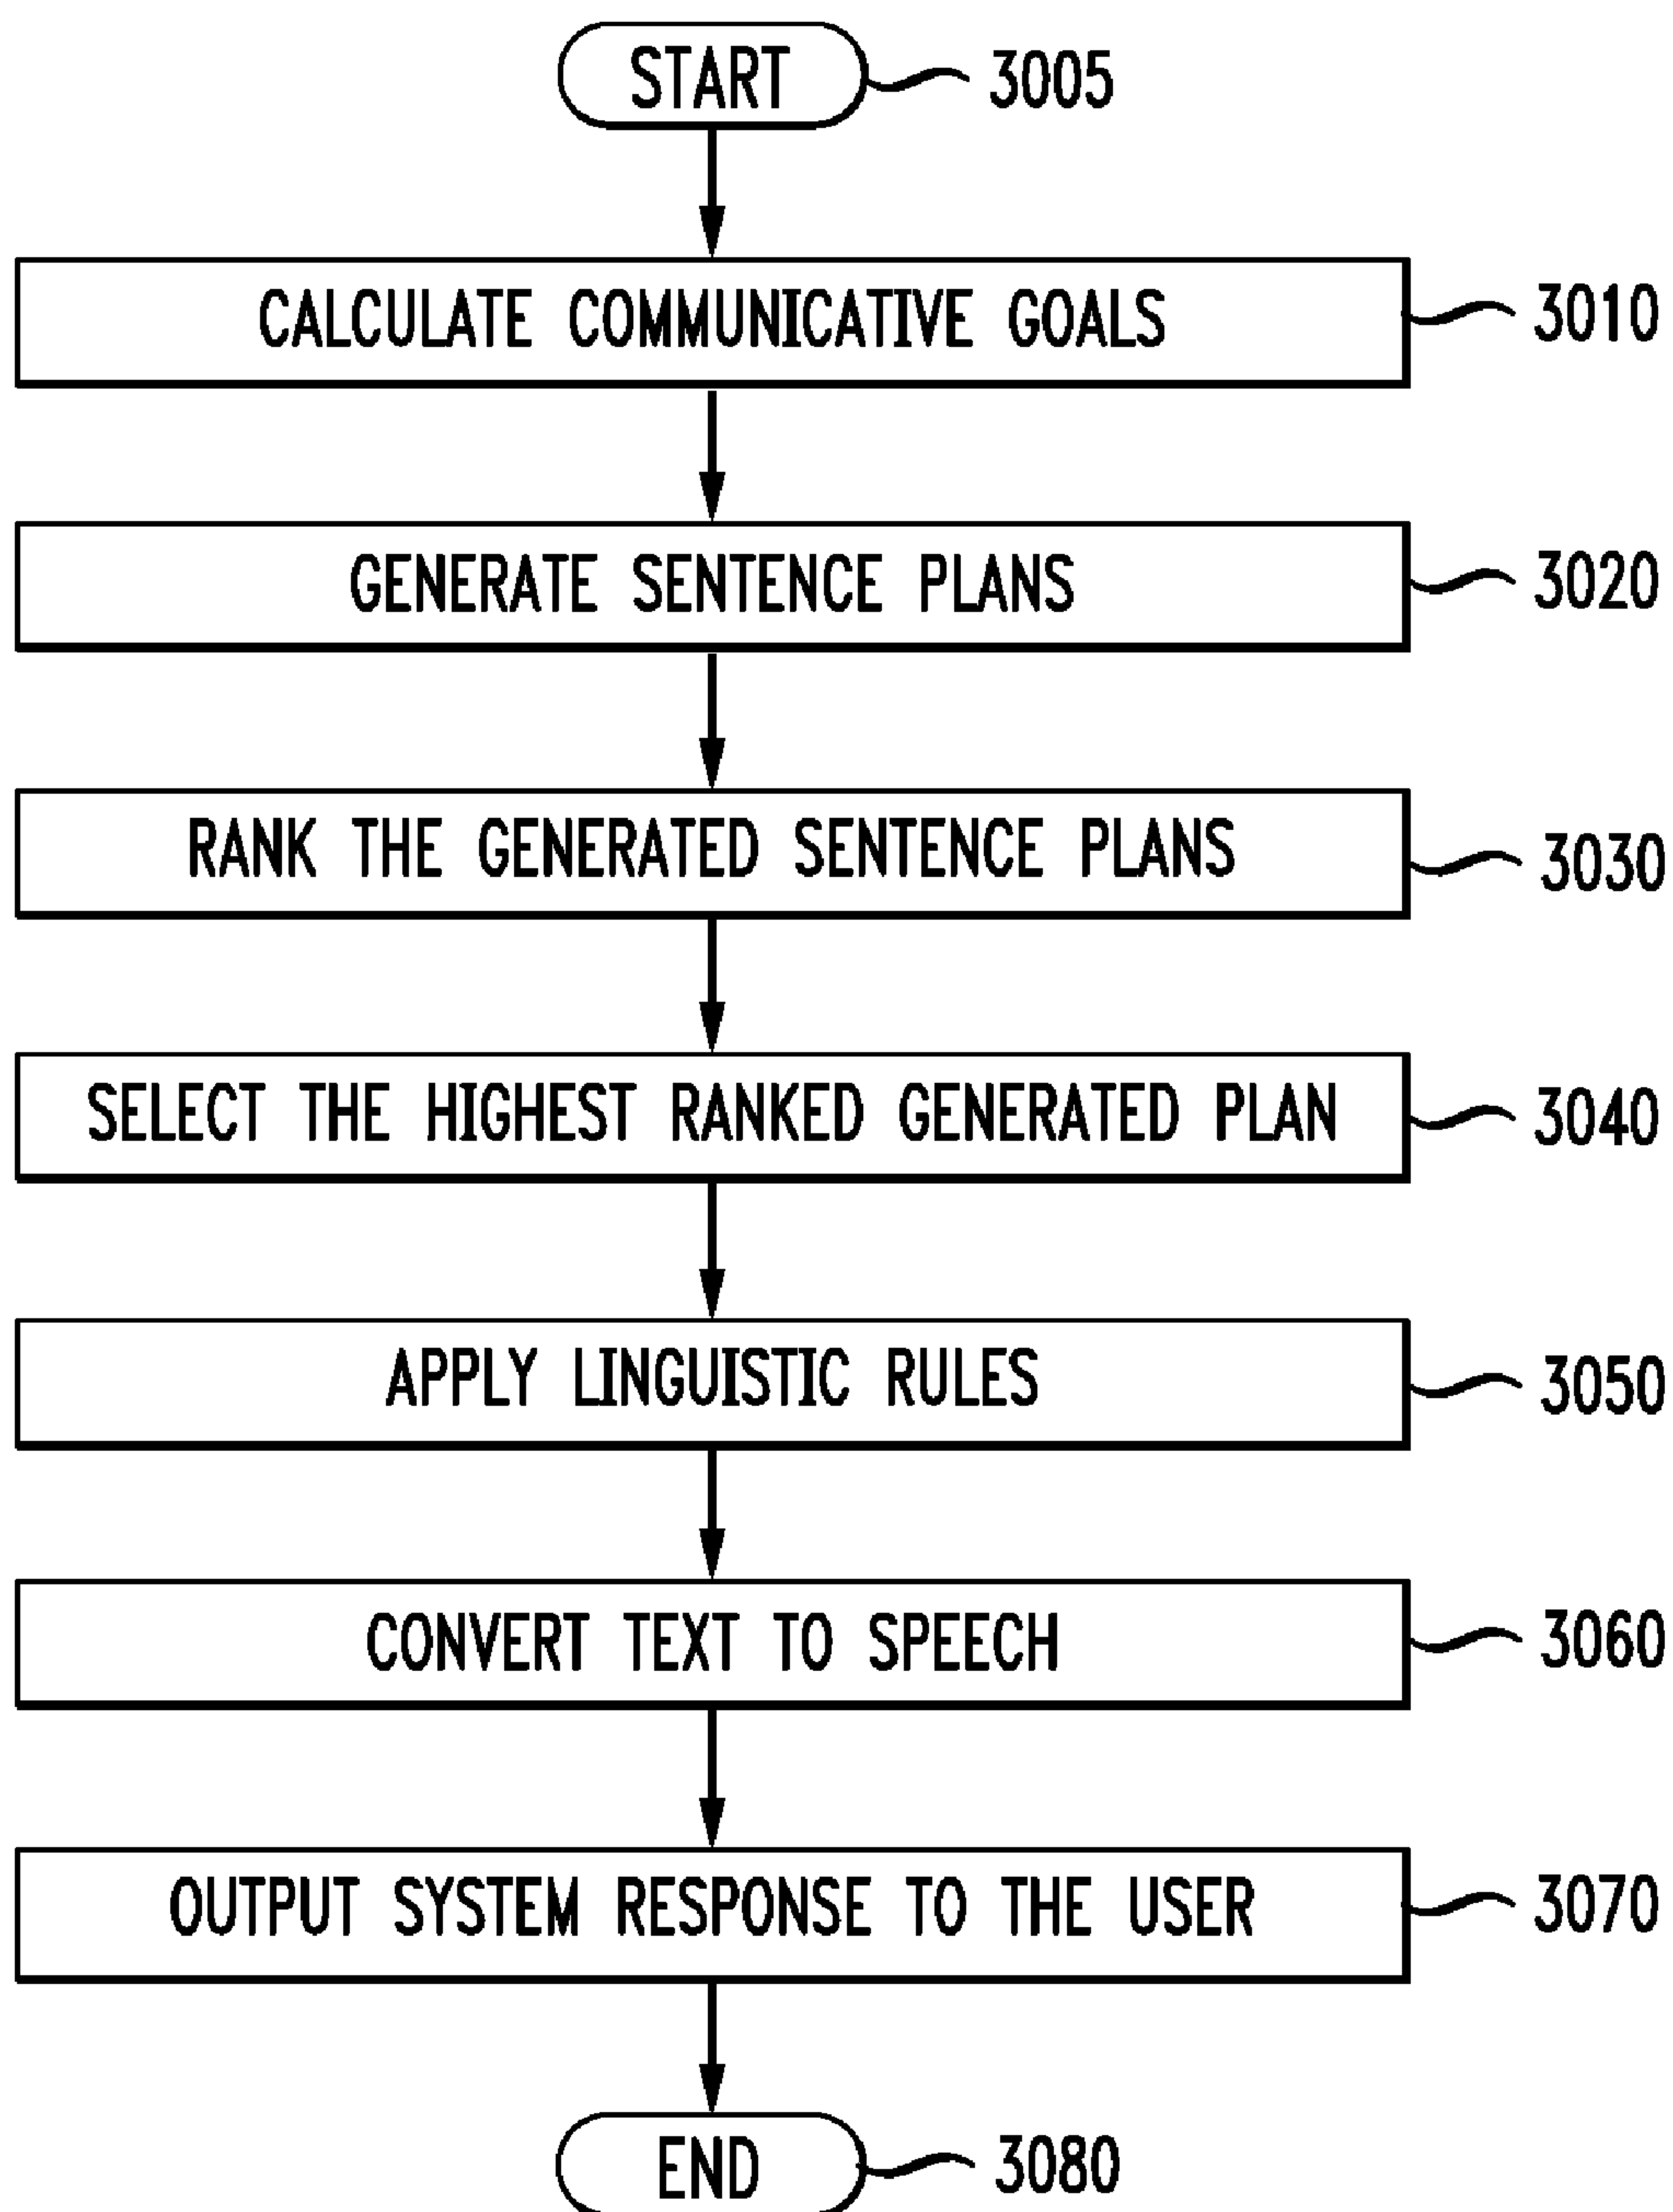 START 3005
CALCULATE COMMUNICATIVE GOALS 3010
GENERATE SENTENCE PLANS 3020
RANK THE GENERATED SENTENCE PLANS 3030
SELECT THE HIGHEST RANKED GENERATED PLAN 3040
APPLY LINGUISTIC RULES 3050
CONVERT TEXT TO SPEECH 3060
OUTPUT SYSTEM RESPONSE TO THE USER 3070
END 3080